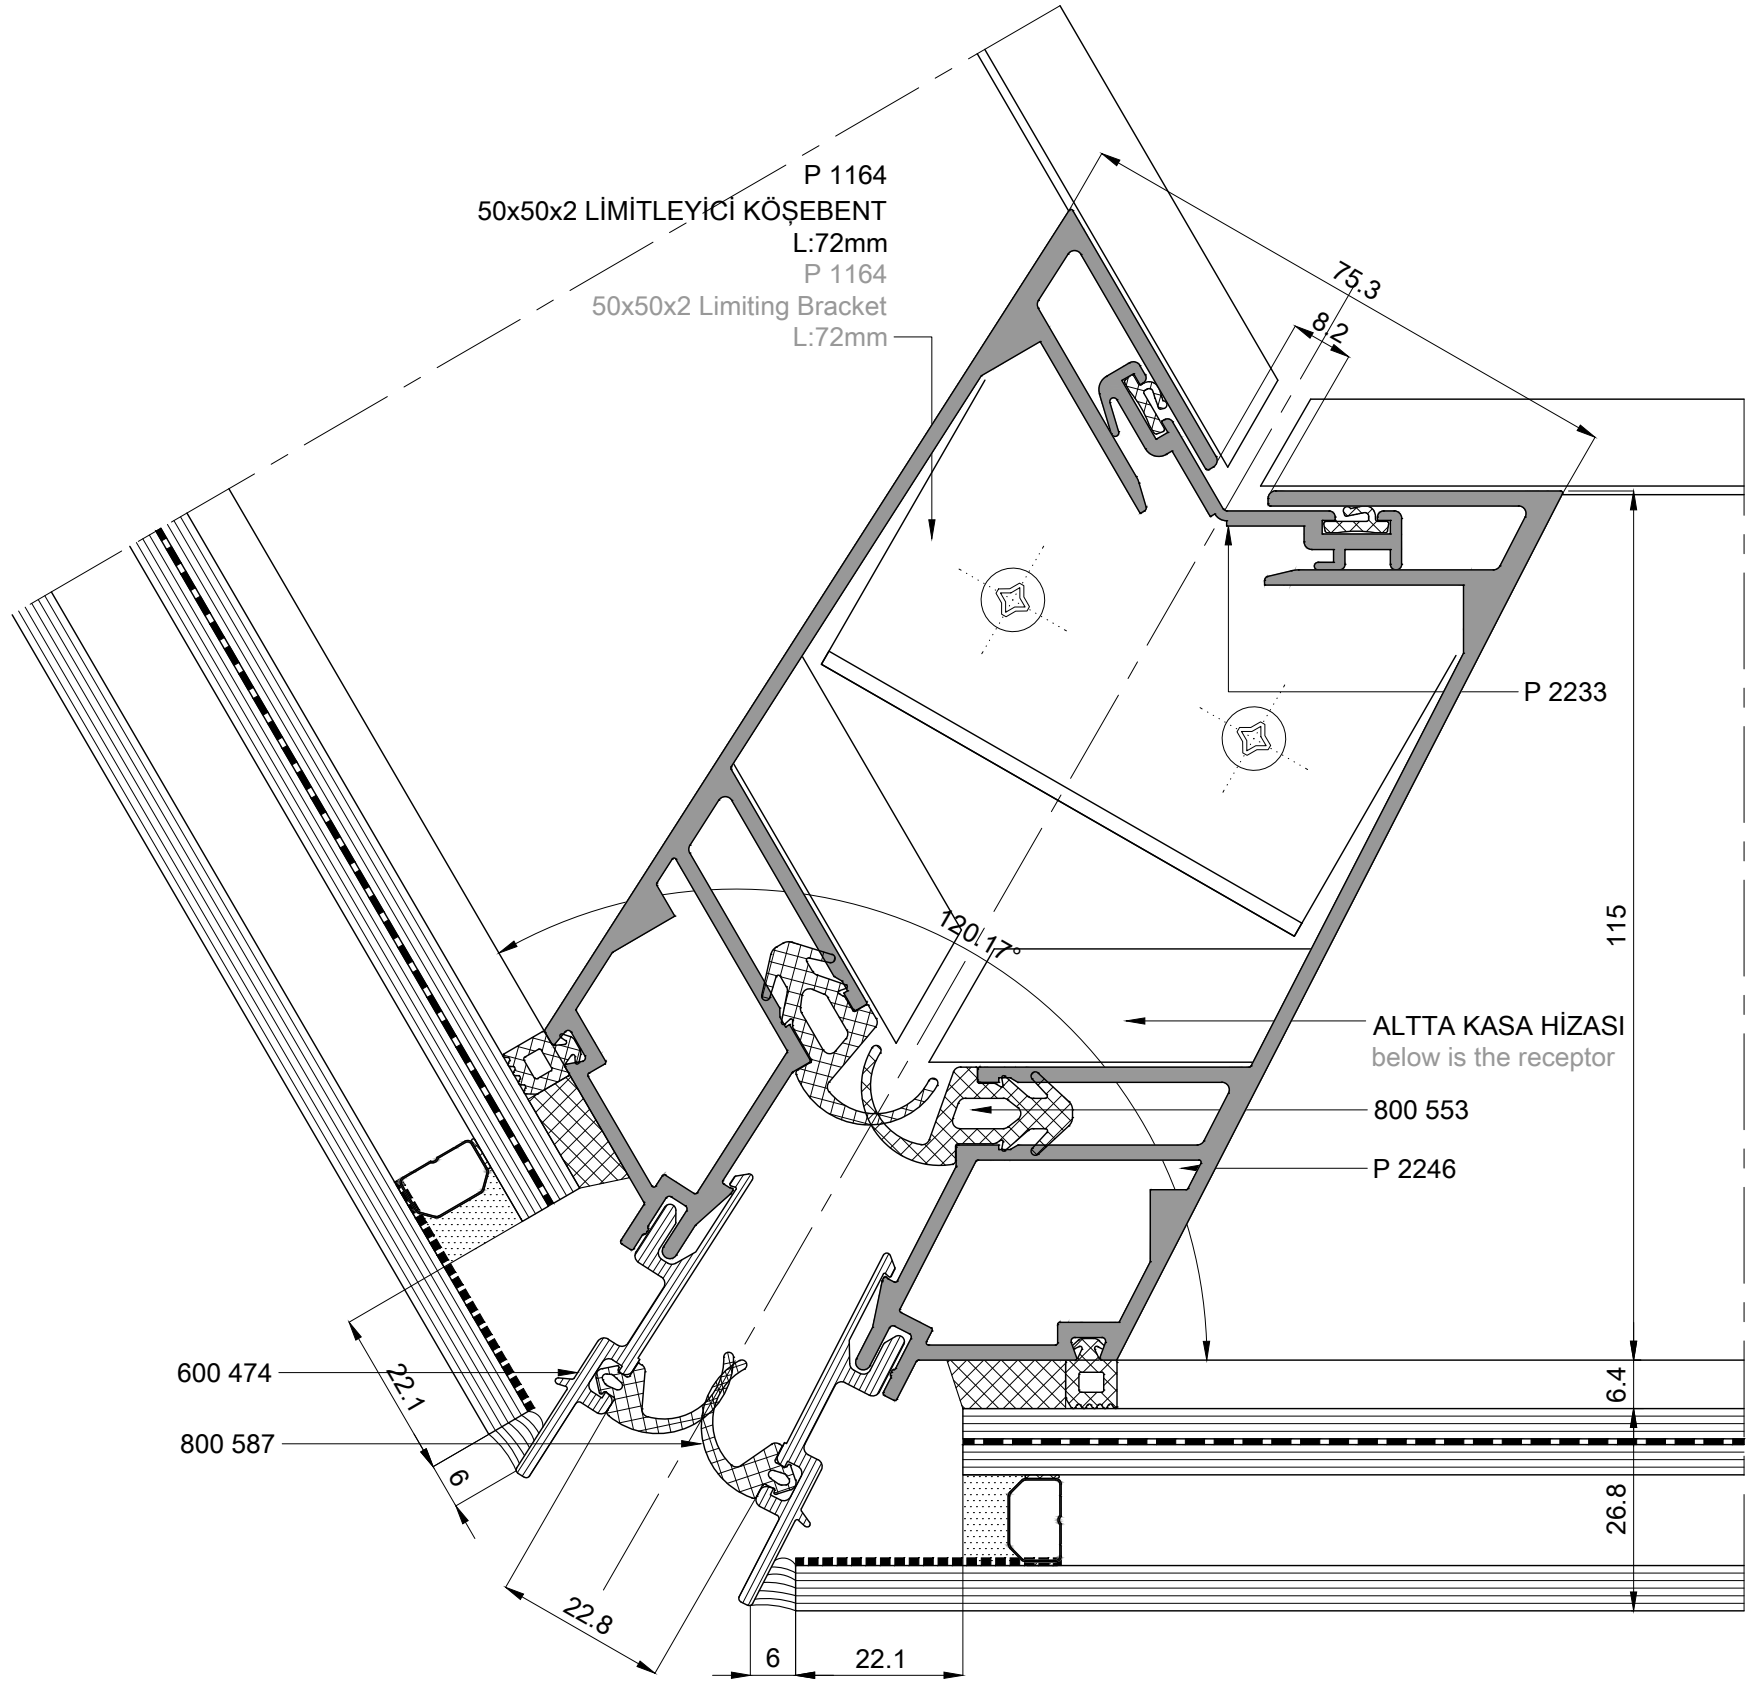 P 1164
50x50x2 LİMİTLEYİCİ KÖŞEBENT
L:72mm
P 1164
50x50x2 Limiting Bracket
L:72mm
75.3
8.2
P 2233
115
120.17°
ALTTA KASA HİZASI
below is the receptor
800 553
P 2246
600 474
22.1
6.4
800 587
6
26.8
22.8
6
22.1